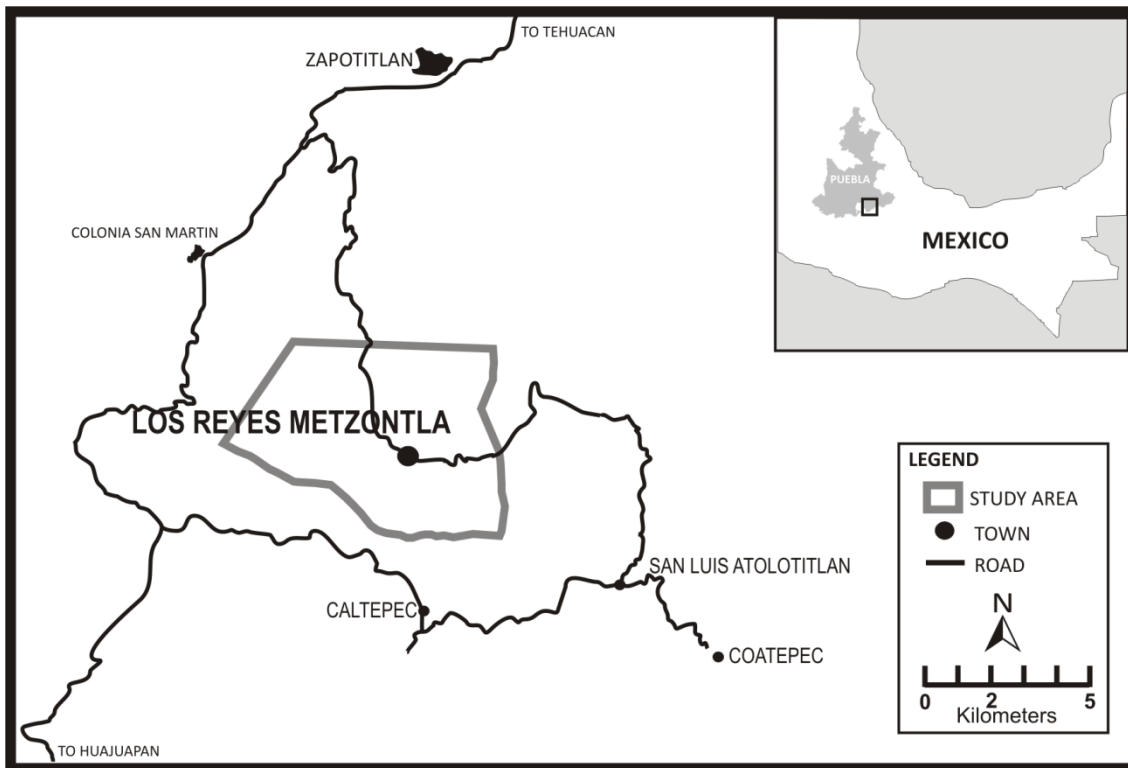 TO TEHUACAN
ZAPOTITLAN
PUEBLA
COLONIA SAN MARTIN
MEXICO
LOS REYES METZONTLA
LEGEND
STUDY AREA
TOWN
ROAD
SAN LUIS ATOLOTITLAN
N
CALTEPEC
COATEPEC
0 2 5
Kilometers
TO HUAJUAPAN